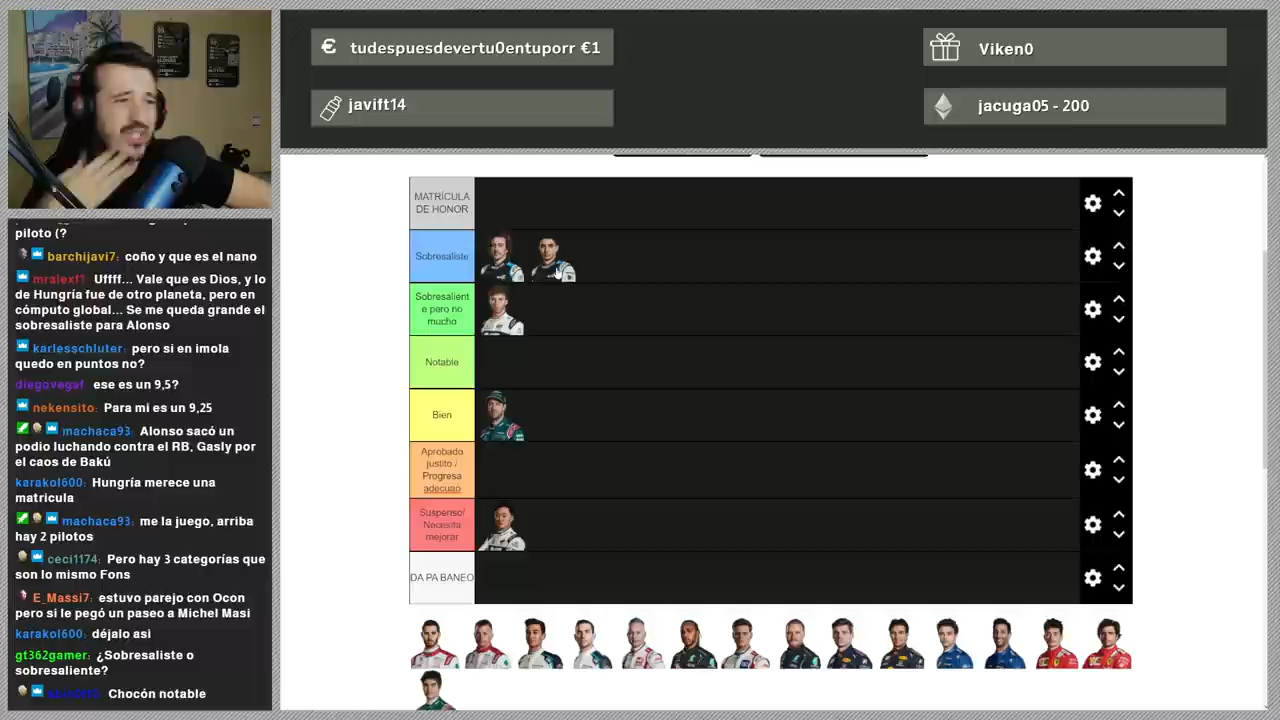 tudespuesdevertu0entuporr €1
Viken0
javift14
jacuga05 - 200
piloto (?
barchijavi7: coño y que es el nano
mralexf1: Uffff... Vale que es Dios, y lo
de Hungría fue de otro planeta, pero en
cómputo global... Se me queda grande el
sobresaliste para Alonso
karlesschluter: pero si en imola
quedo en puntos no?
diegovegaf: ese es un 9,5?
nekensito: Para mi es un 9,25
machaca93: Alonso sacó un
podio luchando contra el RB, Gasly por
el caos de Bakú
karakol600: Hungría merece una
matricula
machaca93: me la juego, arriba
hay 2 pilotos
ceci1174: Pero hay 3 categorías que
son lo mismo Fons
E_Massi7: estuvo parejo con Ocon
pero si le pegó un paseo a Michel Masi
karakol600: déjalo asi
gt362gamer: ¿Sobresaliste o
sobresaliente?
Chocón notable
MATRÍCULA
DE HONOR
Sobresaliste
Sobresalient
e pero no
mucho
Notable
Bien
Aprobado
justito /
Progresa
adecuao
Suspenso/
Necesita
mejorar
DA PA BANEO